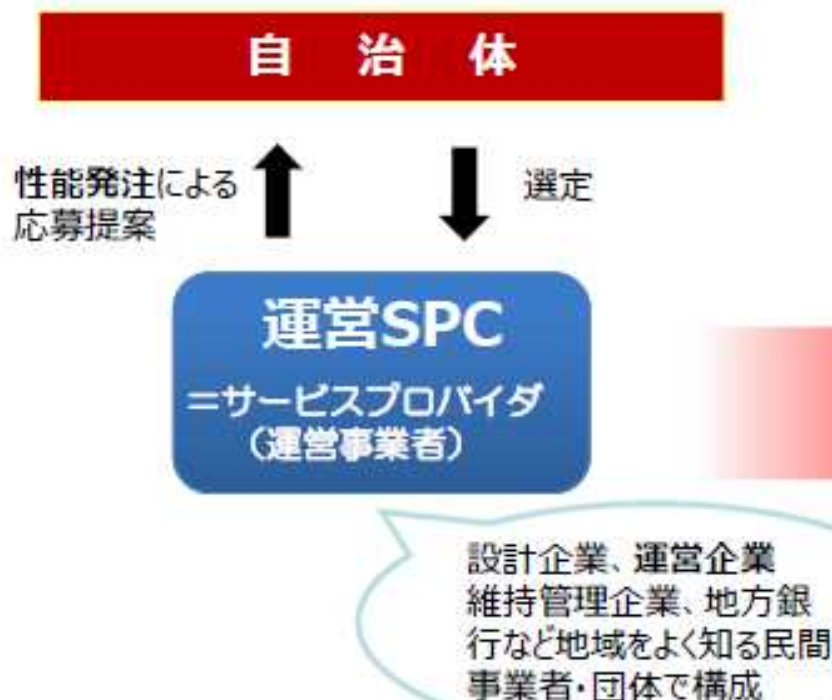 自 治 体
性能発注による
応募提案
選定
運営SPC
＝サービスプロバイダ
（運営事業者）
設計企業、運営企業
維持管理企業、地方銀
行など地域をよく知る民間
事業者・団体で構成